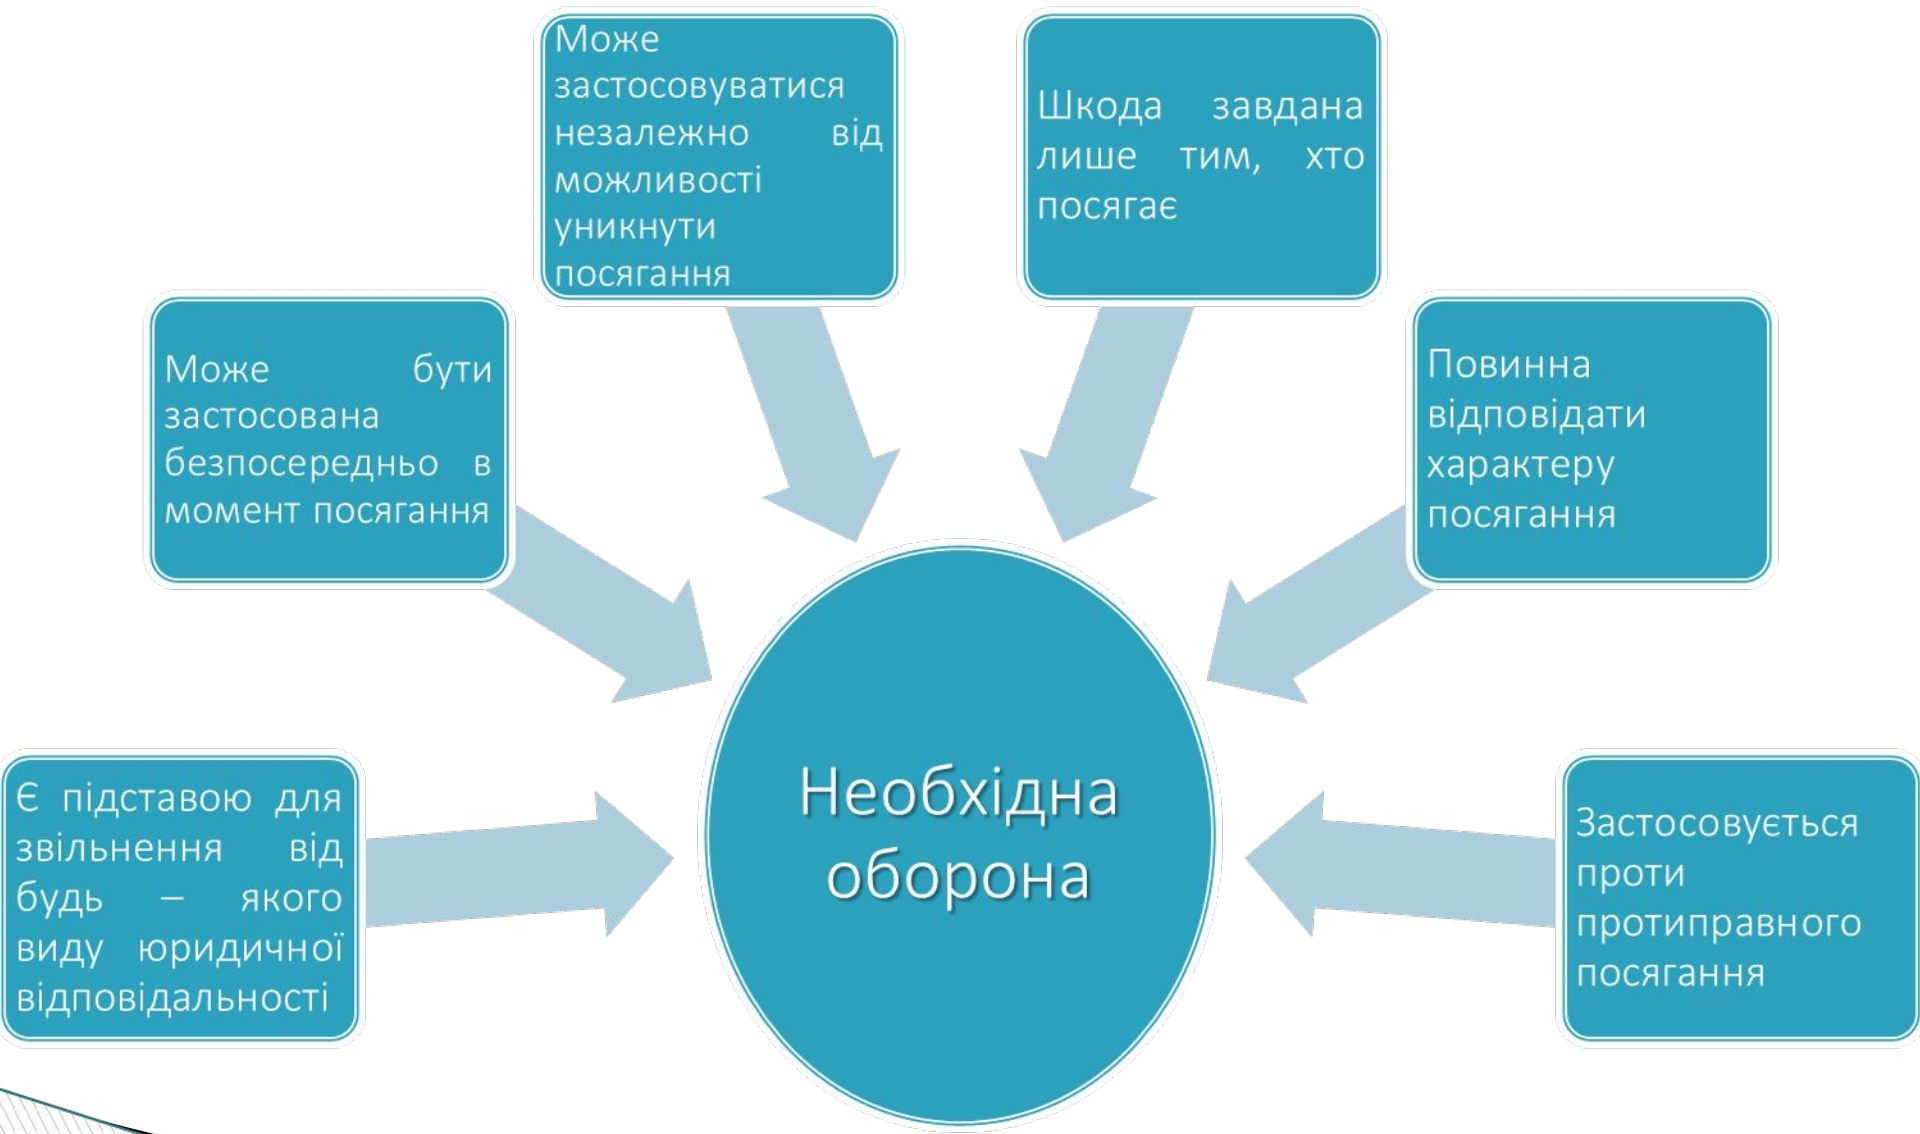 Може
застосовуватися
незалежно від
можливості
уникнути
посягання
Шкода завдана
лише тим, хто
посягає
Може бути
застосована
безпосередньо в
момент посягання
Повинна
відповідати
характеру
посягання
Є підставою для
звільнення від
будь – якого
виду юридичної
відповідальності
Необхідна
оборона
Застосовується
проти
протиправного
посягання